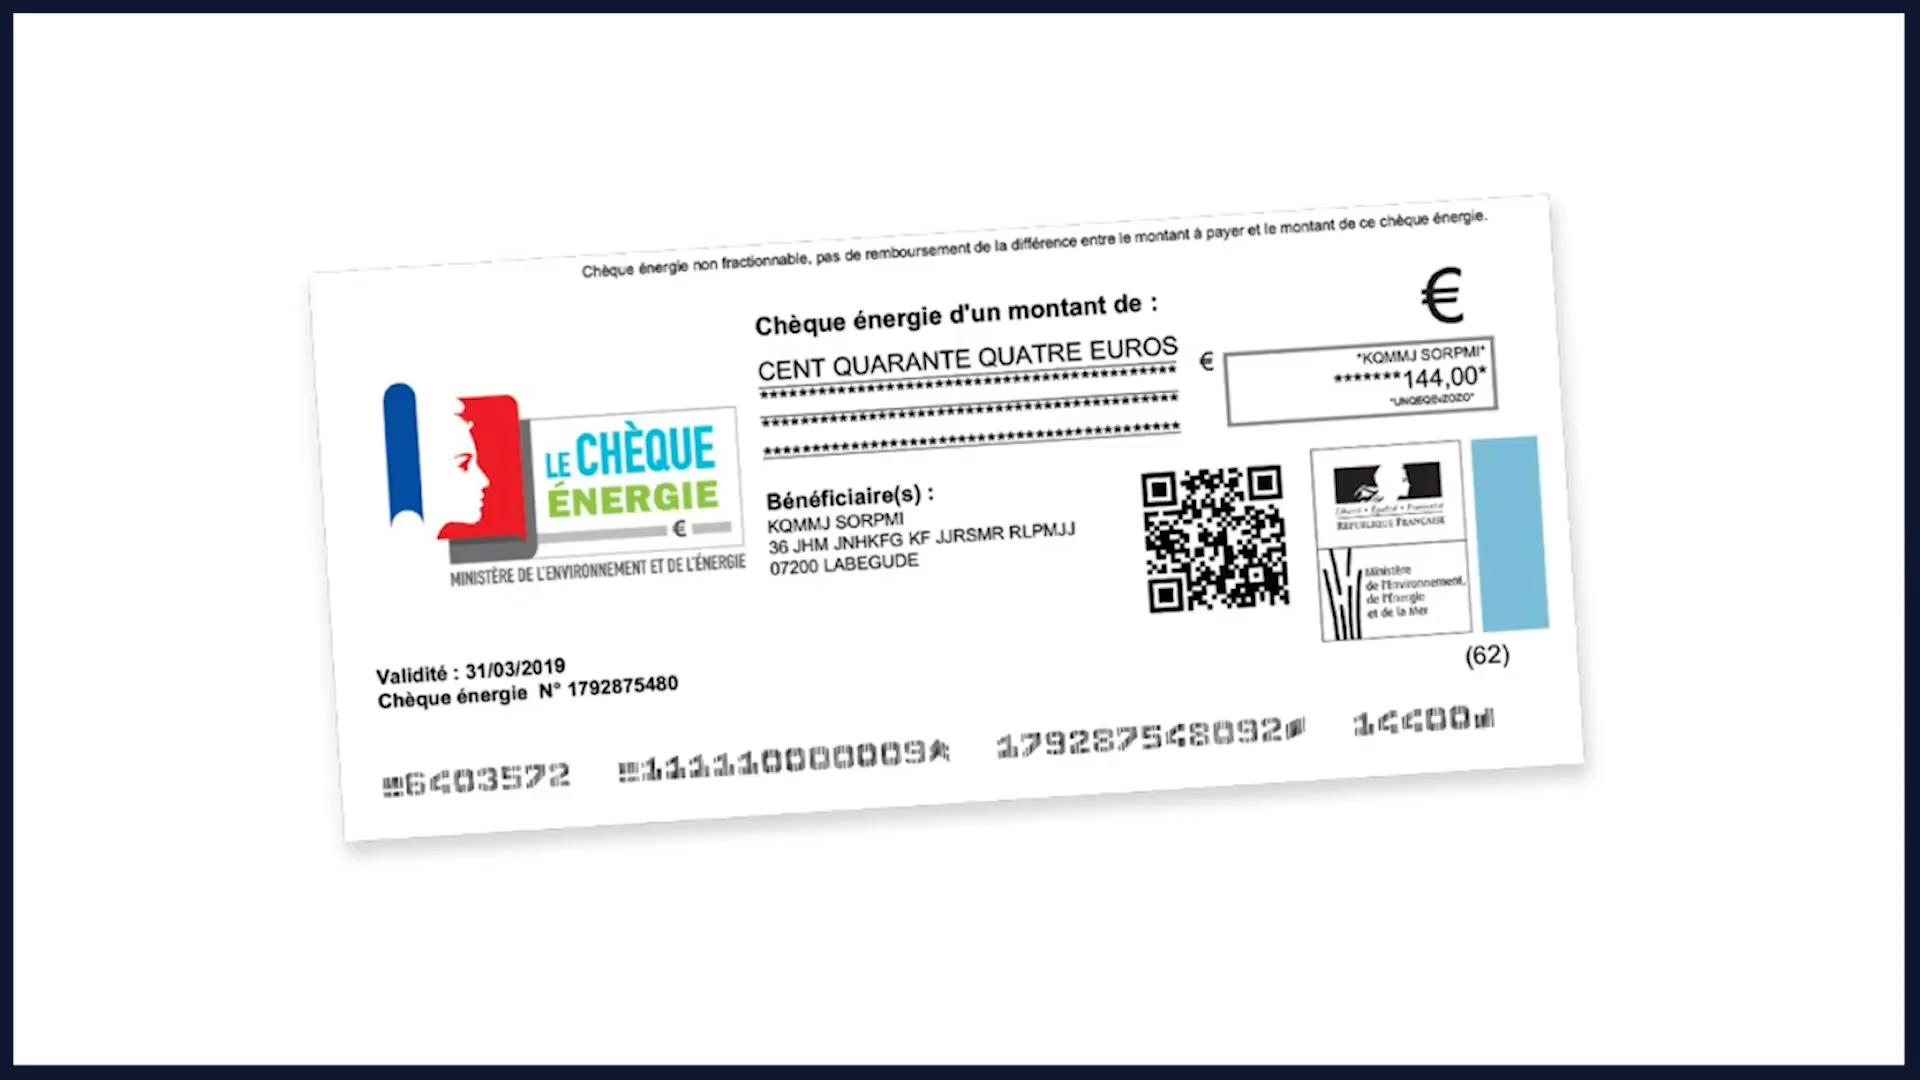 Chèque énergie non fractionnable, pas de remboursement de la différence entre le montant à payer et le montant de ce chèque énergie.
€
Chèque énergie d'un montant de :
CENT QUARANTE QUATRE EUROS
€
*KQMMJ SORPMI*
*******144,00*
LE CHÈQUE
ÉNERGIE
€
MINISTÈRE DE L'ENVIRONNEMENT ET DE L'ÉNERGIE
Bénéficiaire(s) :
KQMMJ SORPMI
36 JHM JNHKFG KF JJRSMR RLPMJJ
07200 LABEGUDE
Liberté • Égalité • Fraternité
RÉPUBLIQUE FRANÇAISE
Ministère
de l'Environnement,
de l'Énergie
et de la Mer
(62)
Validité : 31/03/2019
Chèque énergie N° 1792875480
6403572 111110000009 179287548092 14400